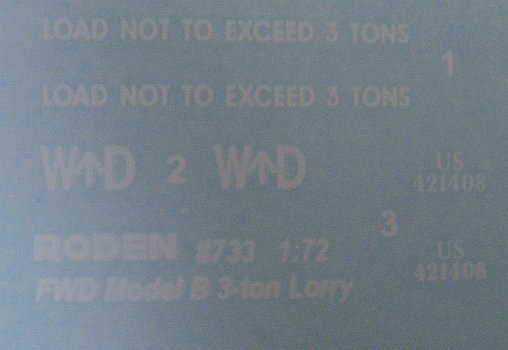 LOAD NOT TO EXCEED 3 TONS
1
LOAD NOT TO EXCEED 3 TONS
W↑D 2 W↑D
US
421408
3
RODEN #733 1:72
US
421408
FWD Model B 3-ton Lorry